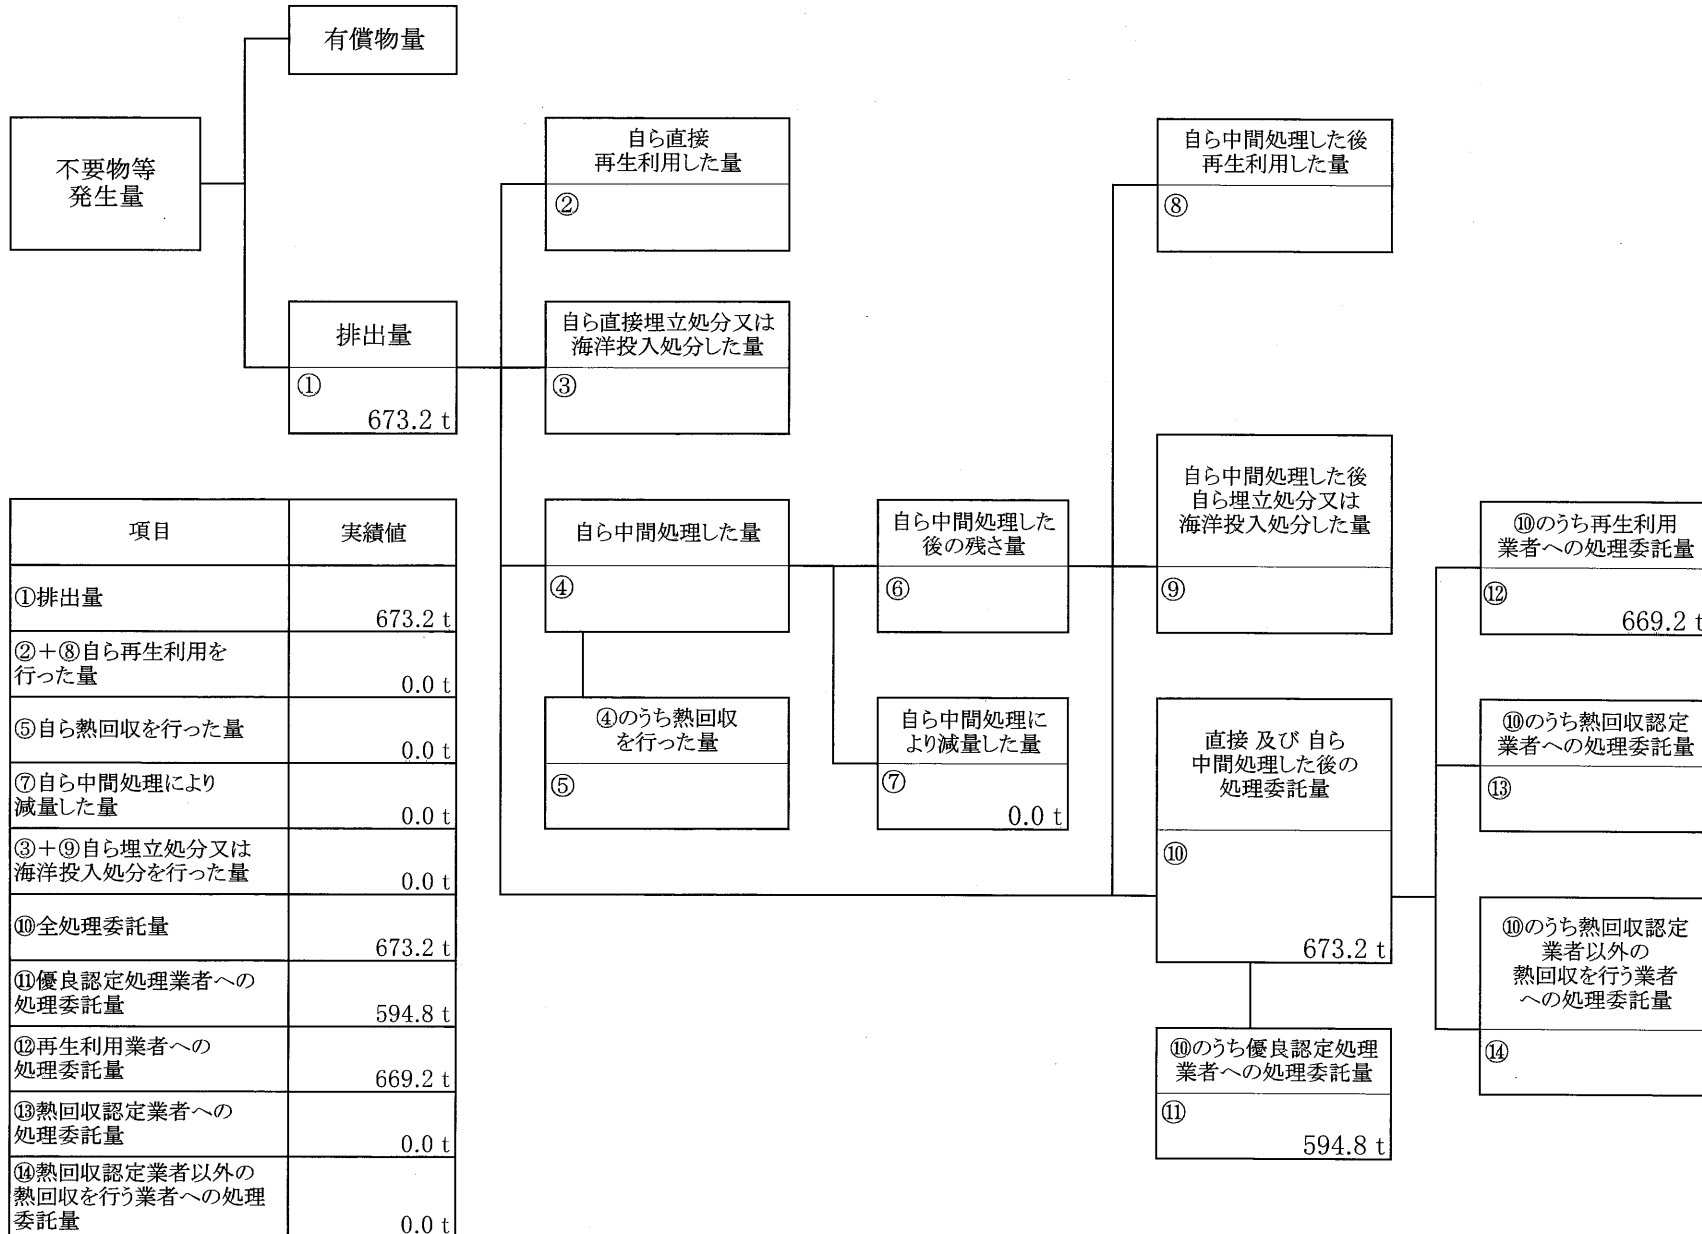 有償物量
不要物等
発生量
排出量
①
673.2 t
自ら直接
再生利用した量
②
自ら直接埋立処分又は
海洋投入処分した量
③
自ら中間処理した量
④
④のうち熱回収
を行った量
⑤
自ら中間処理した
後の残さ量
⑥
自ら中間処理に
より減量した量
⑦
0.0 t
自ら中間処理した後
再生利用した量
⑧
自ら中間処理した後
自ら埋立処分又は
海洋投入処分した量
⑨
直接 及び 自ら
中間処理した後の
処理委託量
⑩
673.2 t
⑩のうち優良認定処理
業者への処理委託量
⑪
594.8 t
⑩のうち再生利用
業者への処理委託量
⑫
669.2 t
⑩のうち熱回収認定
業者への処理委託量
⑬
⑩のうち熱回収認定
業者以外の
熱回収を行う業者
への処理委託量
⑭
項目 実績値
①排出量
673.2 t
②＋⑧自ら再生利用を
行った量
0.0 t
⑤自ら熱回収を行った量
0.0 t
⑦自ら中間処理により
減量した量
0.0 t
③＋⑨自ら埋立処分又は
海洋投入処分を行った量
0.0 t
⑩全処理委託量
673.2 t
⑪優良認定処理業者への
処理委託量
594.8 t
⑫再生利用業者への
処理委託量
669.2 t
⑬熱回収認定業者への
処理委託量
0.0 t
⑭熱回収認定業者以外の
熱回収を行う業者への処理
委託量
0.0 t